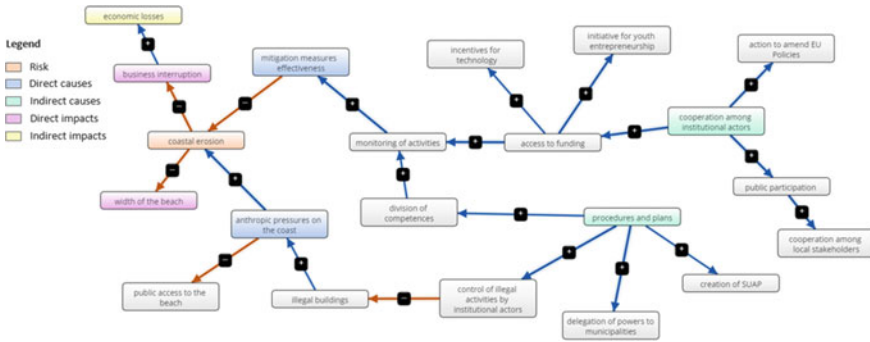 economic losses
Legend
Risk
Direct causes
Indirect causes
Direct impacts
Indirect impacts
business interruption
mitigation measures
effectiveness
incentives for
technology
initiative for youth
entrepreneurship
action to amend EU
Policies
coastal erosion
monitoring of activities
access to funding
cooperation among
institutional actors
width of the beach
public participation
anthropic pressures on
the coast
division of
competences
procedures and plans
cooperation among
local stakeholders
public access to the
beach
illegal buildings
control of illegal
activities by
institutional actors
creation of SUAP
delegation of powers to
municipalities
+
−
+
−
+
+
+
−
+
+
+
−
+
+
+
+
+
−
+
+
+
−